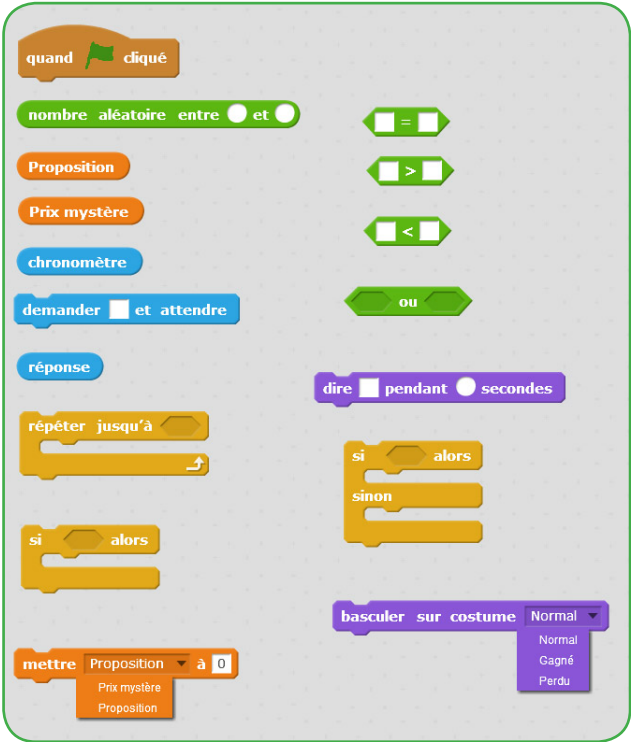 quand cliqué
nombre aléatoire entre et
Proposition
Prix mystère
chronomètre
demander et attendre
réponse
répéter jusqu'à
si alors
mettre Proposition à 0
Prix mystère
Proposition
=
>
<
ou
dire pendant secondes
si alors
sinon
basculer sur costume Normal
Normal
Gagné
Perdu